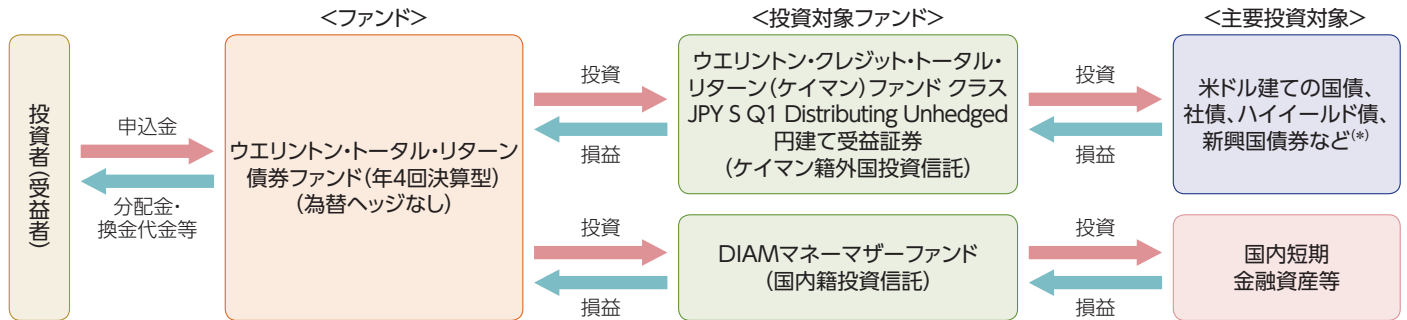 <ファンド>
<投資対象ファンド>
<主要投資対象>
投資者(受益者)
申込金
分配金・
換金代金等
ウエリントン・トータル・リターン
債券ファンド(年4回決算型)
(為替ヘッジなし)
投資
損益
ウエリントン・クレジット・トータル・
リターン(ケイマン)ファンド クラス
JPY S Q1 Distributing Unhedged
円建て受益証券
(ケイマン籍外国投資信託)
投資
損益
米ドル建ての国債、
社債、ハイイールド債、
新興国債券など(*)
投資
損益
DIAMマネーマザーファンド
(国内籍投資信託)
投資
損益
国内短期
金融資産等